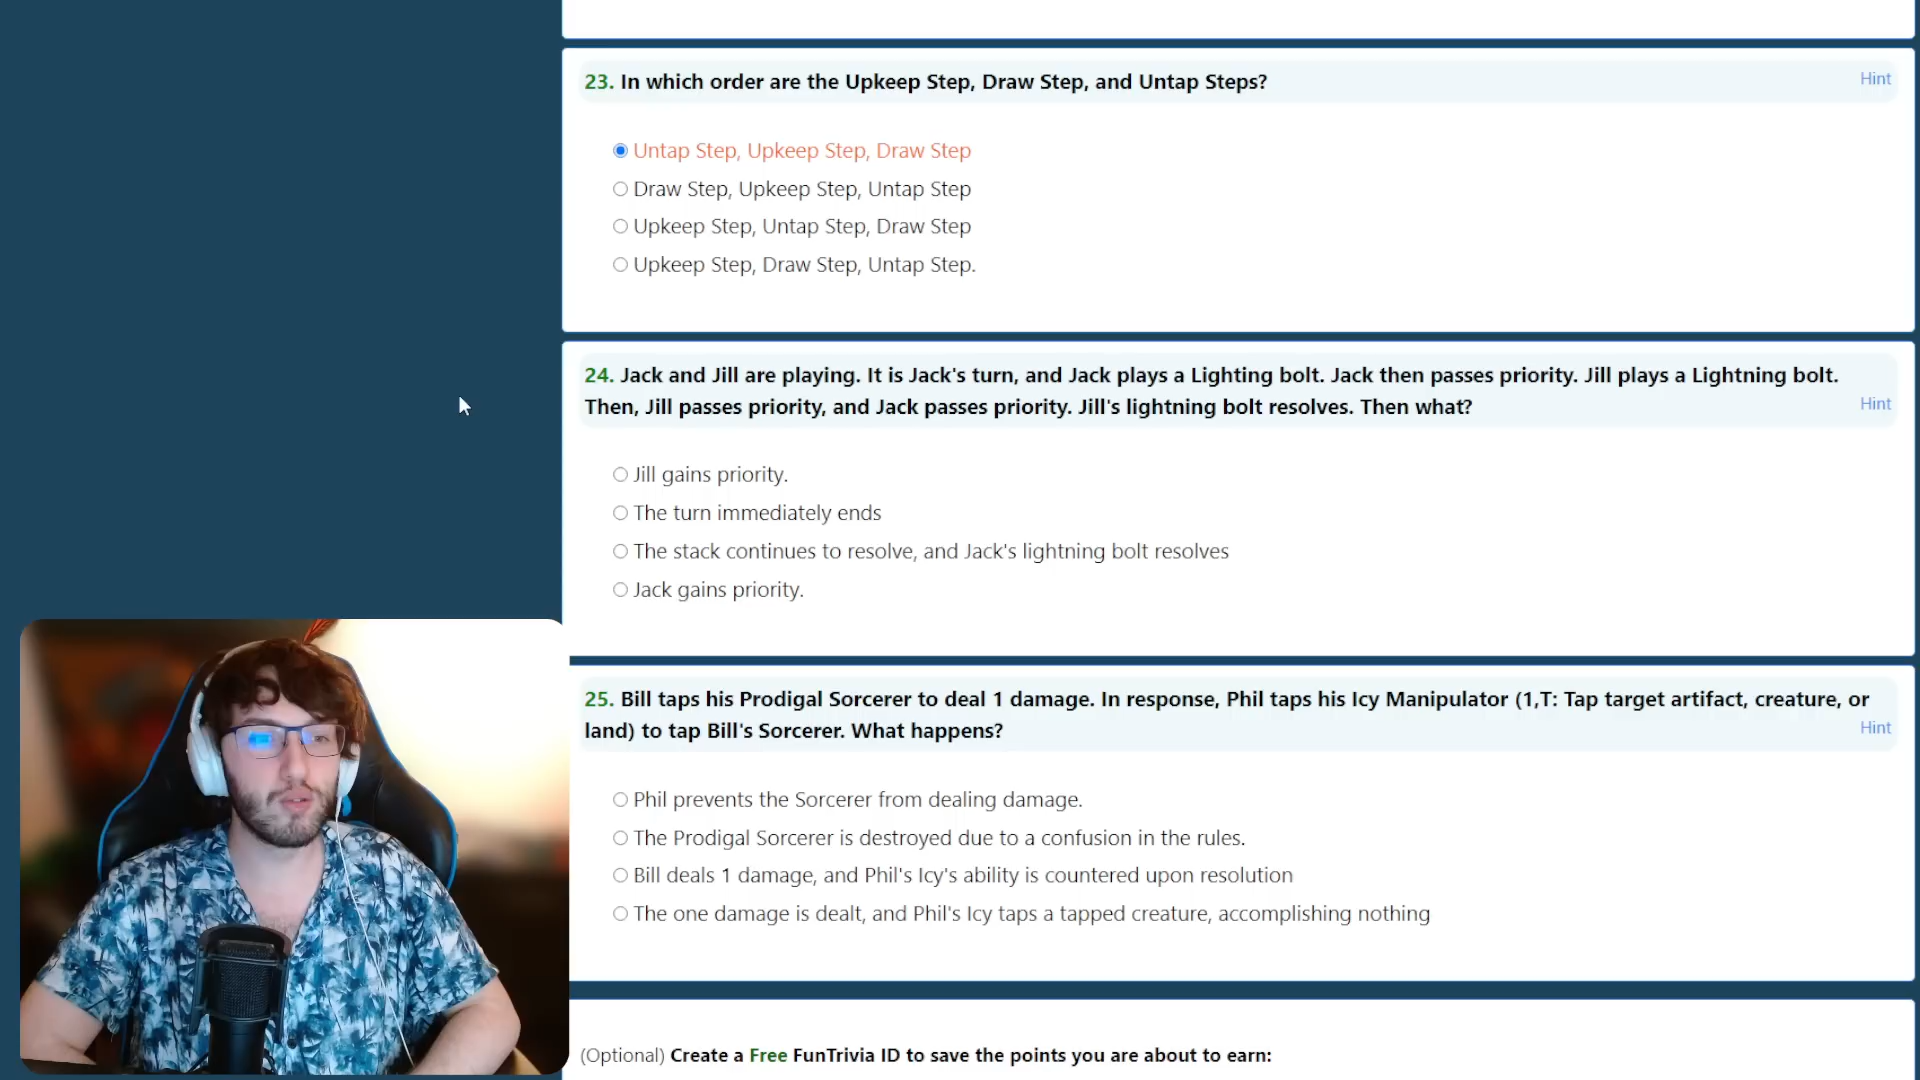 23. In which order are the Upkeep Step, Draw Step, and Untap Steps?
Hint
Untap Step, Upkeep Step, Draw Step
Draw Step, Upkeep Step, Untap Step
Upkeep Step, Untap Step, Draw Step
Upkeep Step, Draw Step, Untap Step.
24. Jack and Jill are playing. It is Jack's turn, and Jack plays a Lighting bolt. Jack then passes priority. Jill plays a Lightning bolt.
Then, Jill passes priority, and Jack passes priority. Jill's lightning bolt resolves. Then what?
Hint
Jill gains priority.
The turn immediately ends
The stack continues to resolve, and Jack's lightning bolt resolves
Jack gains priority.
25. Bill taps his Prodigal Sorcerer to deal 1 damage. In response, Phil taps his Icy Manipulator (1,T: Tap target artifact, creature, or
land) to tap Bill's Sorcerer. What happens?
Hint
Phil prevents the Sorcerer from dealing damage.
The Prodigal Sorcerer is destroyed due to a confusion in the rules.
Bill deals 1 damage, and Phil's Icy's ability is countered upon resolution
The one damage is dealt, and Phil's Icy taps a tapped creature, accomplishing nothing
(Optional) Create a Free FunTrivia ID to save the points you are about to earn: